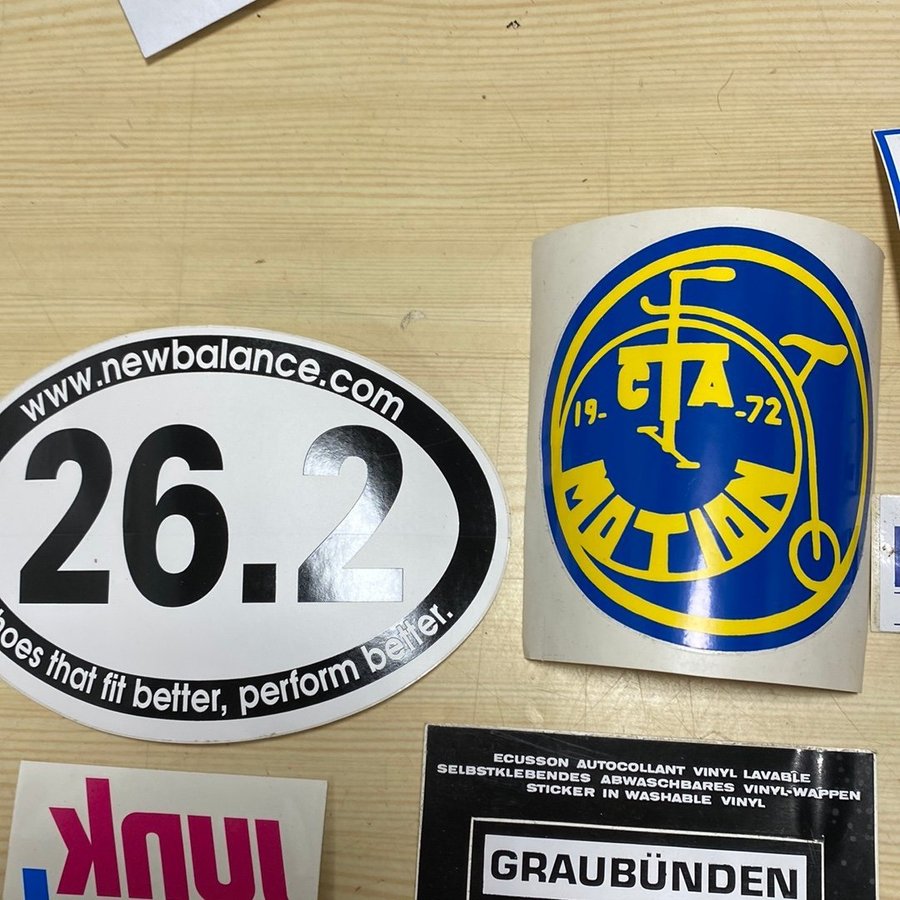 www.newbalance.com
26.2
hoes that fit better, perform better.
CTA
19-
-72
MOTION
ECUSSON AUTOCOLLANT VINYL LAVABLE
SELBSTKLEBENDES ABWASCHBARES VINYL-WAPPEN
STICKER IN WASHABLE VINYL
GRAUBÜNDEN